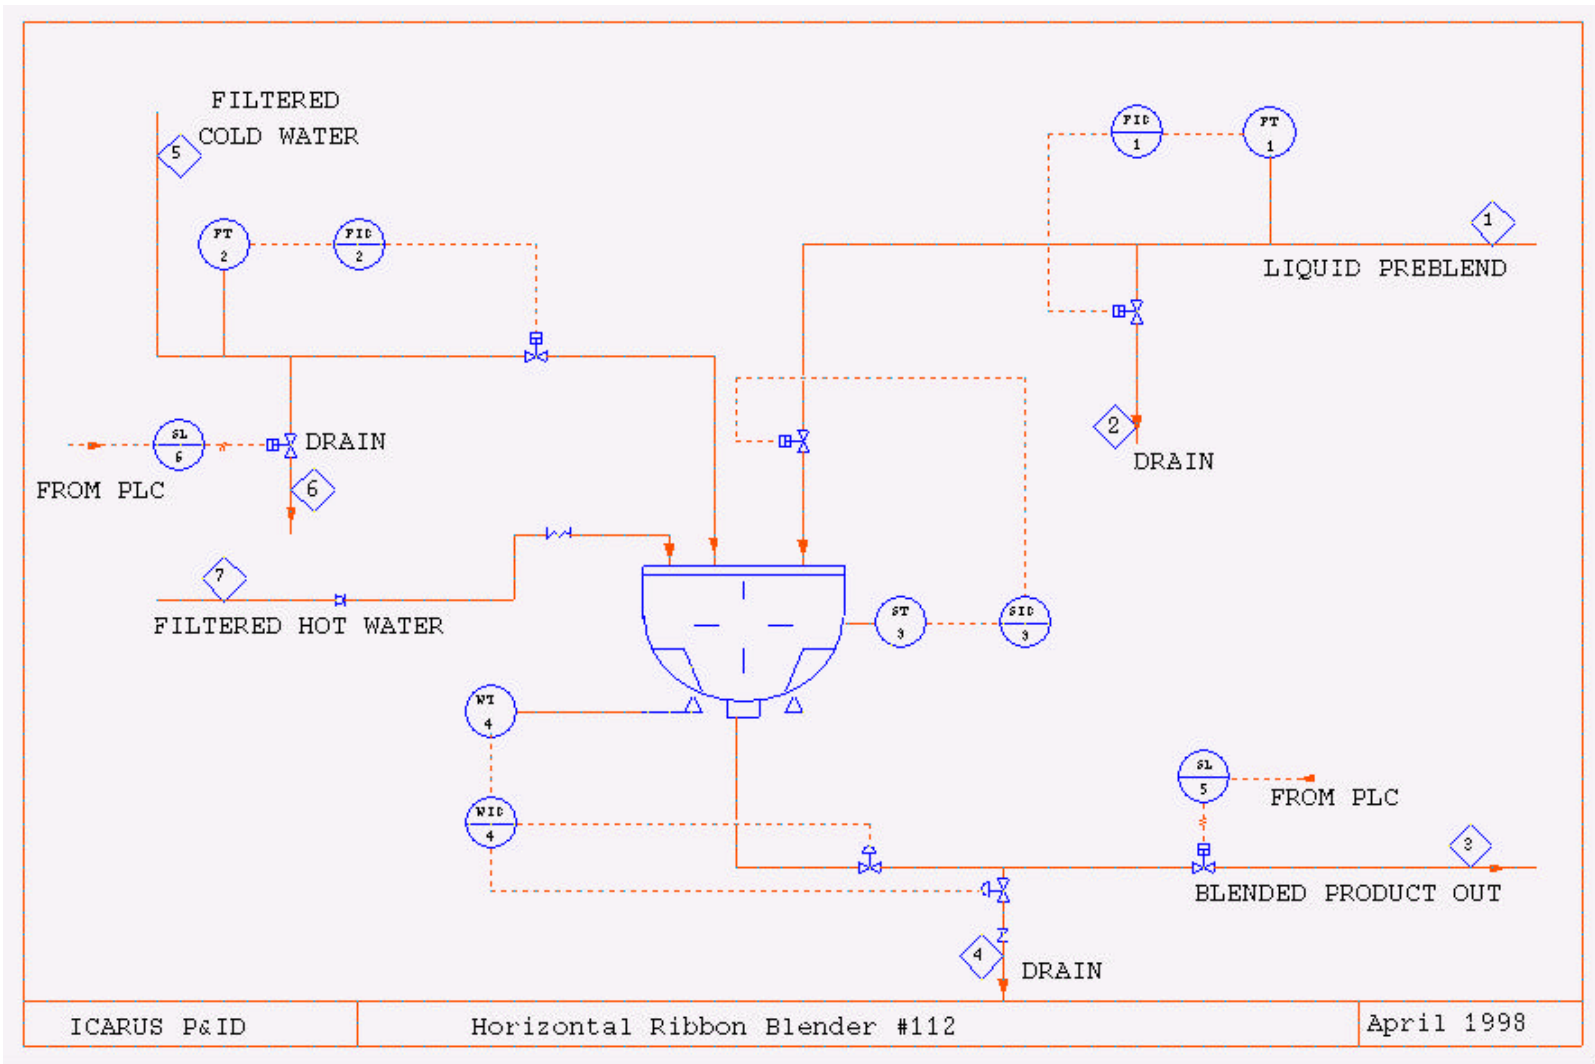 FILTERED
COLD WATER
5
FIC
1
FT
1
1
LIQUID PREBLEND
FT
2
FIC
2
2
DRAIN
SL
6
DRAIN
FROM PLC
6
7
FILTERED HOT WATER
ST
3
SIC
3
WT
4
WIC
4
SL
5
FROM PLC
3
BLENDED PRODUCT OUT
4
DRAIN
ICARUS P&ID
Horizontal Ribbon Blender #112
April 1998